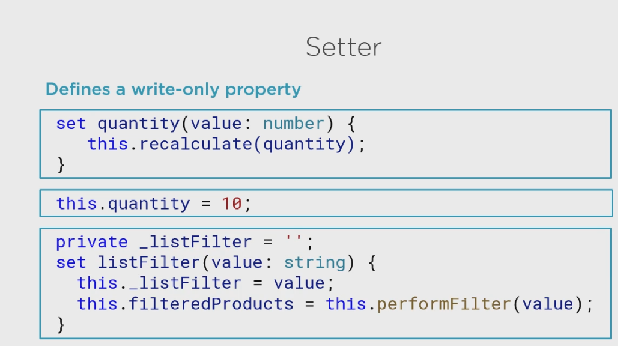 Setter
Defines a write-only property
set quantity(value: number) {
this.recalculate(quantity);
}
this.quantity = 10;
private _listFilter = '';
set listFilter(value: string) {
this._listFilter = value;
this.filteredProducts = this.performFilter(value);
}